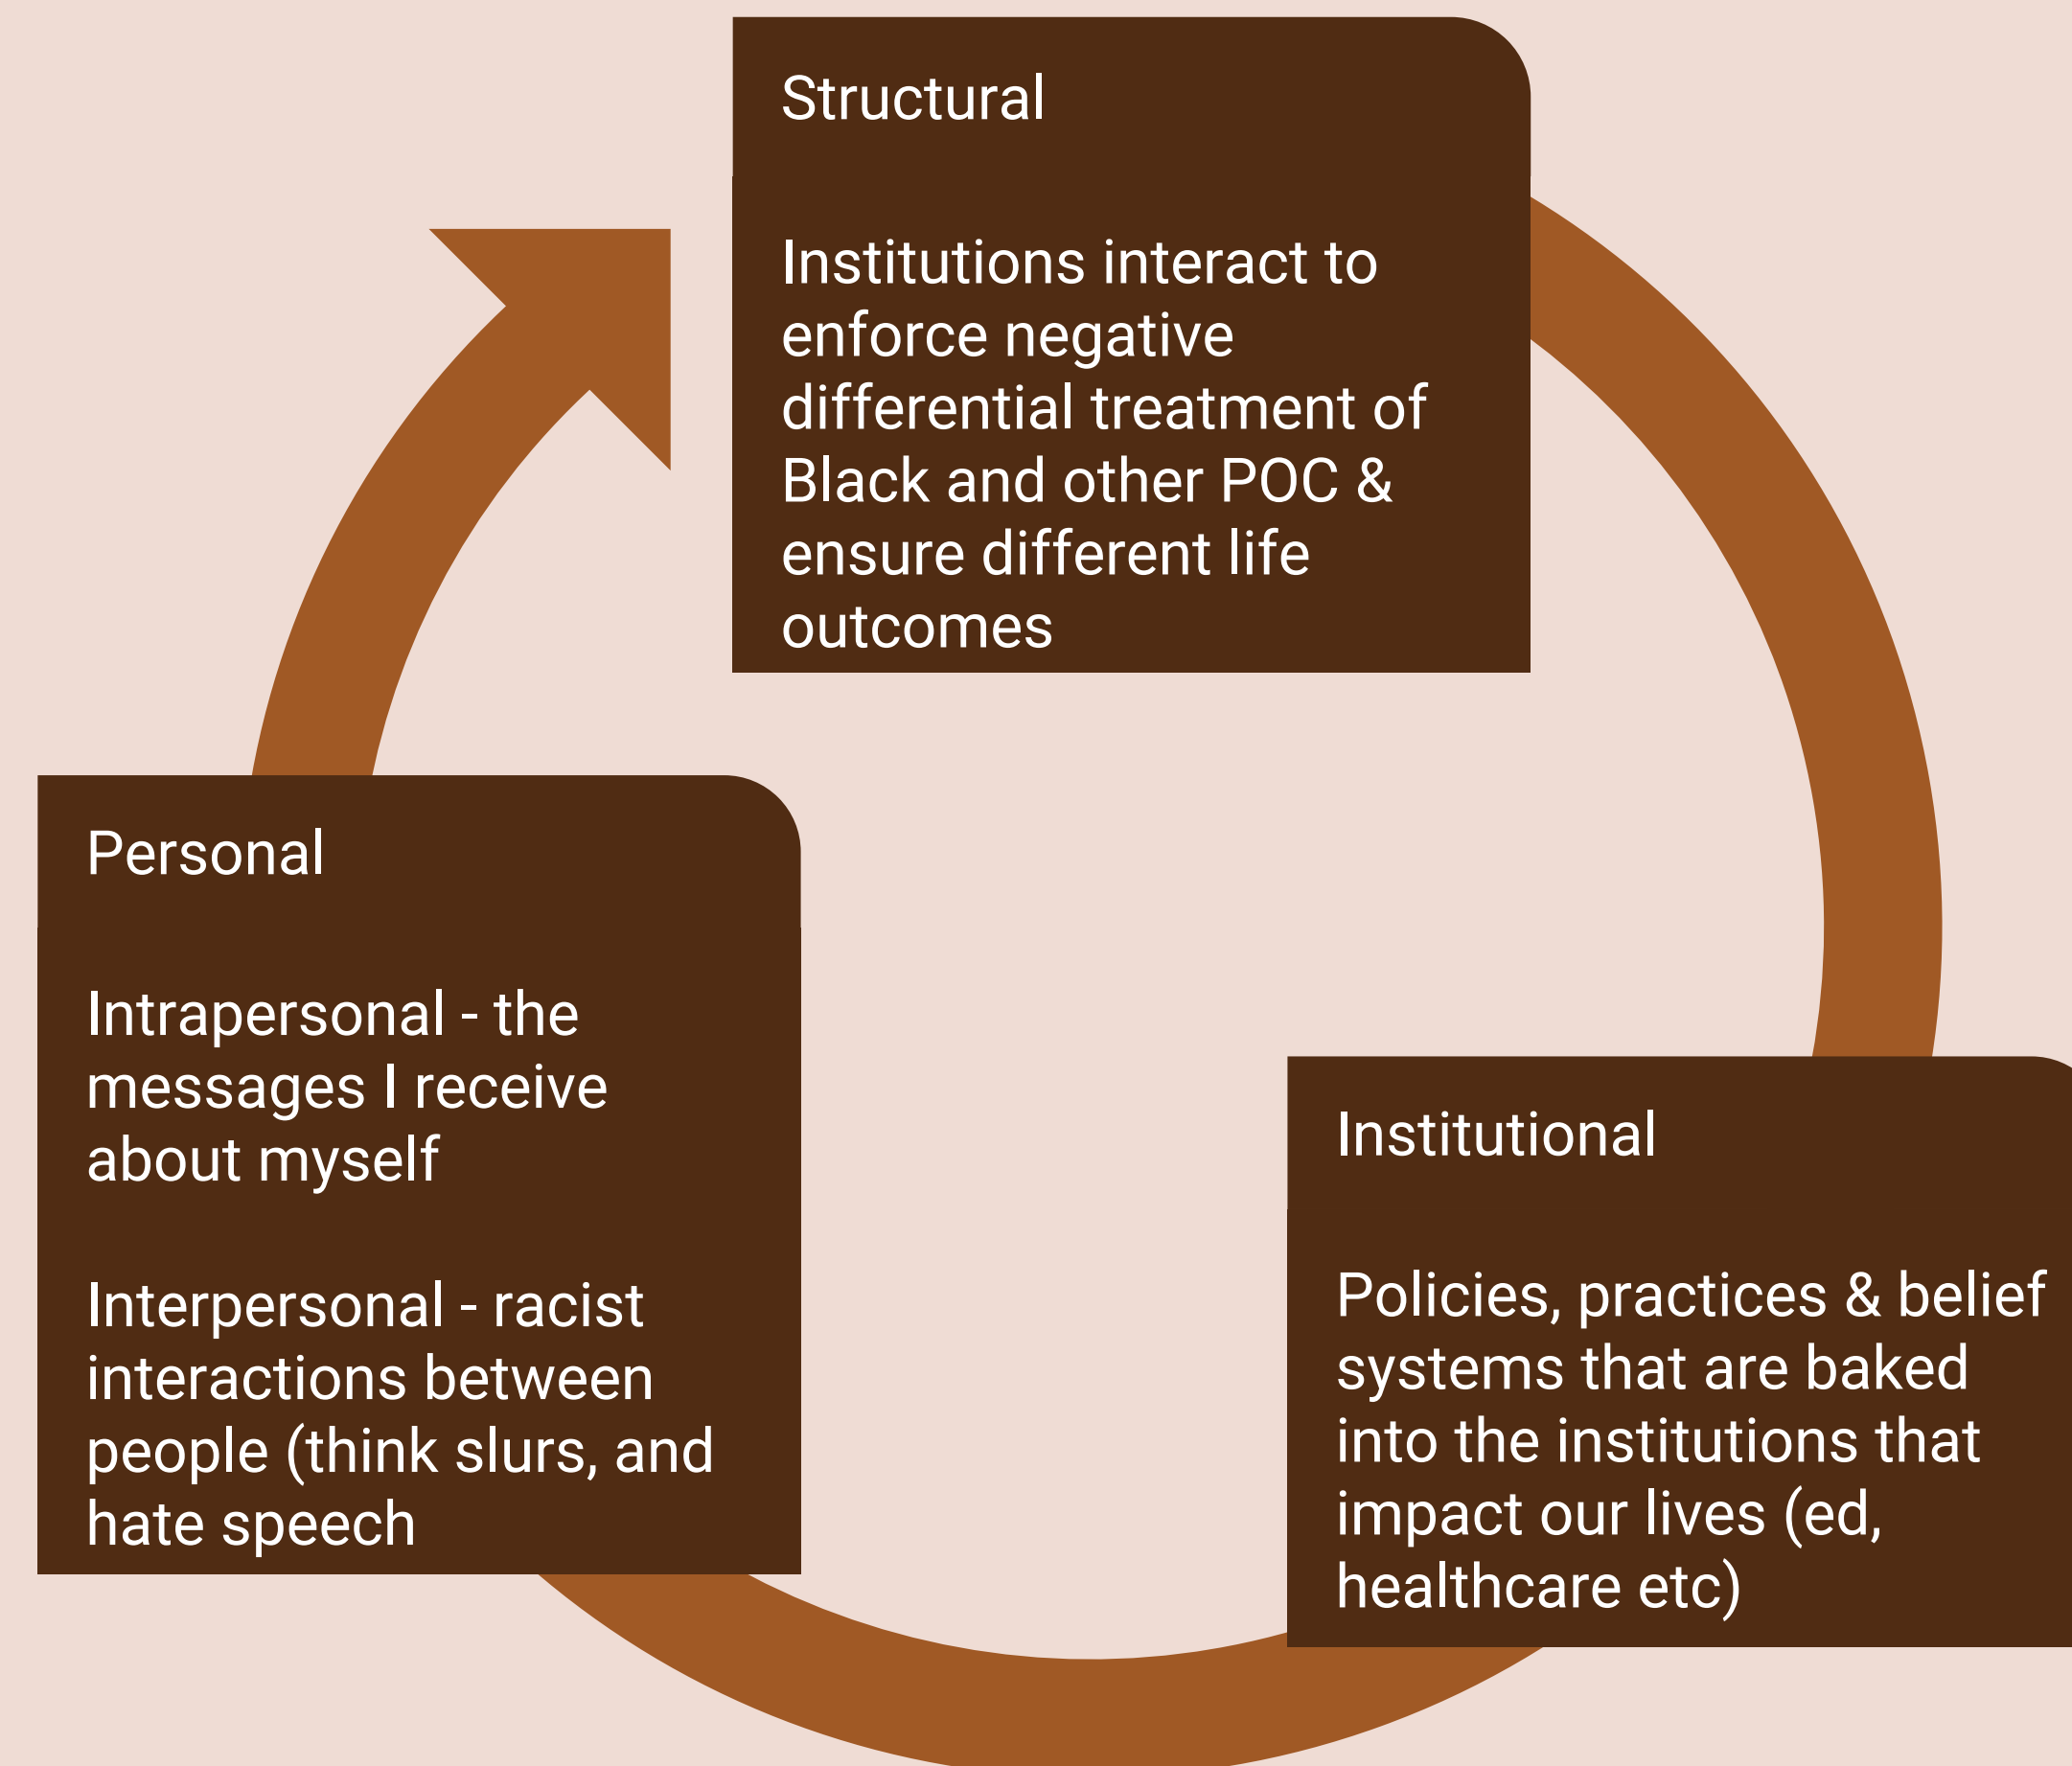 Structural
Institutions interact to
enforce negative
differential treatment of
Black and other POC &
ensure different life
outcomes
Personal
Intrapersonal - the
messages I receive
about myself
Interpersonal - racist
interactions between
people (think slurs, and
hate speech
Institutional
Policies, practices & belief
systems that are baked
into the institutions that
impact our lives (ed,
healthcare etc)